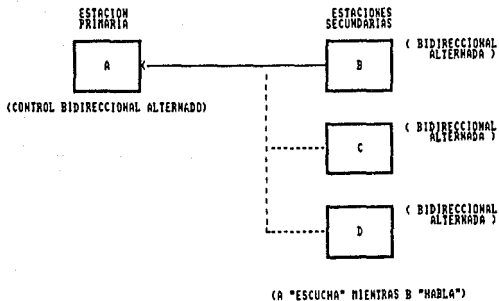 ESTACION
PRIMARIA
ESTACIONES
SECUNDARIAS
A
B
( BIDIRECCIONAL
ALTERNADA )
(CONTROL BIDIRECCIONAL ALTERNADO)
C
( BIDIRECCIONAL
ALTERNADA )
D
( BIDIRECCIONAL
ALTERNADA )
(A "ESCUCHA" MIENTRAS B "HABLA")